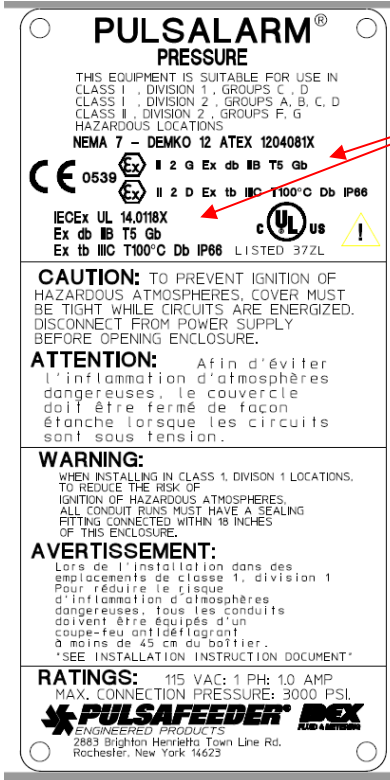 PULSALARM®
PRESSURE
THIS EQUIPMENT IS SUITABLE FOR USE IN
CLASS I , DIVISION 1 , GROUPS C , D
CLASS I , DIVISION 2 , GROUPS A, B, C, D
CLASS II , DIVISION 2 , GROUPS F, G
HAZARDOUS LOCATIONS
NEMA 7 - DEMKO 12 ATEX 1204081X
CE 0539 Ex II 2 G Ex db IIB T5 Gb
Ex II 2 D Ex tb IIIC T100°C Db IP66
IECEx UL 14.0118X
Ex db IIB T5 Gb
Ex tb IIIC T100°C Db IP66
C UL US
LISTED 37ZL
!
CAUTION: TO PREVENT IGNITION OF
HAZARDOUS ATMOSPHERES, COVER MUST
BE TIGHT WHILE CIRCUITS ARE ENERGIZED.
DISCONNECT FROM POWER SUPPLY
BEFORE OPENING ENCLOSURE.
ATTENTION: Afin d'éviter
l'inflammation d'atmosphères
dangereuses, le couvercle
doit être fermé de facon
étanche lorsque les circuits
sont sous tension.
WARNING:
WHEN INSTALLING IN CLASS 1, DIVISON 1 LOCATIONS,
TO REDUCE THE RISK OF
IGNITION OF HAZARDOUS ATMOSPHERES,
ALL CONDUIT RUNS MUST HAVE A SEALING
FITTING CONNECTED WITHIN 18 INCHES
OF THIS ENCLOSURE.
AVERTISSEMENT:
Lors de l'installation dans des
emplacements de classe 1, division 1
Pour réduire le risque
d'inflammation d'atmosphères
dangereuses, tous les conduits
doivent être équipés d'un
coupe-feu antidéflagrant
à moins de 45 cm du boîtier.
"SEE INSTALLATION INSTRUCTION DOCUMENT"
RATINGS: 115 VAC: 1 PH: 1.0 AMP
MAX. CONNECTION PRESSURE: 3000 PSI.
PULSAFEEDER® IDEX
ENGINEERED PRODUCTS FLUID & METERING
2883 Brighton Henrietta Town Line Rd.
Rochester, New York 14623